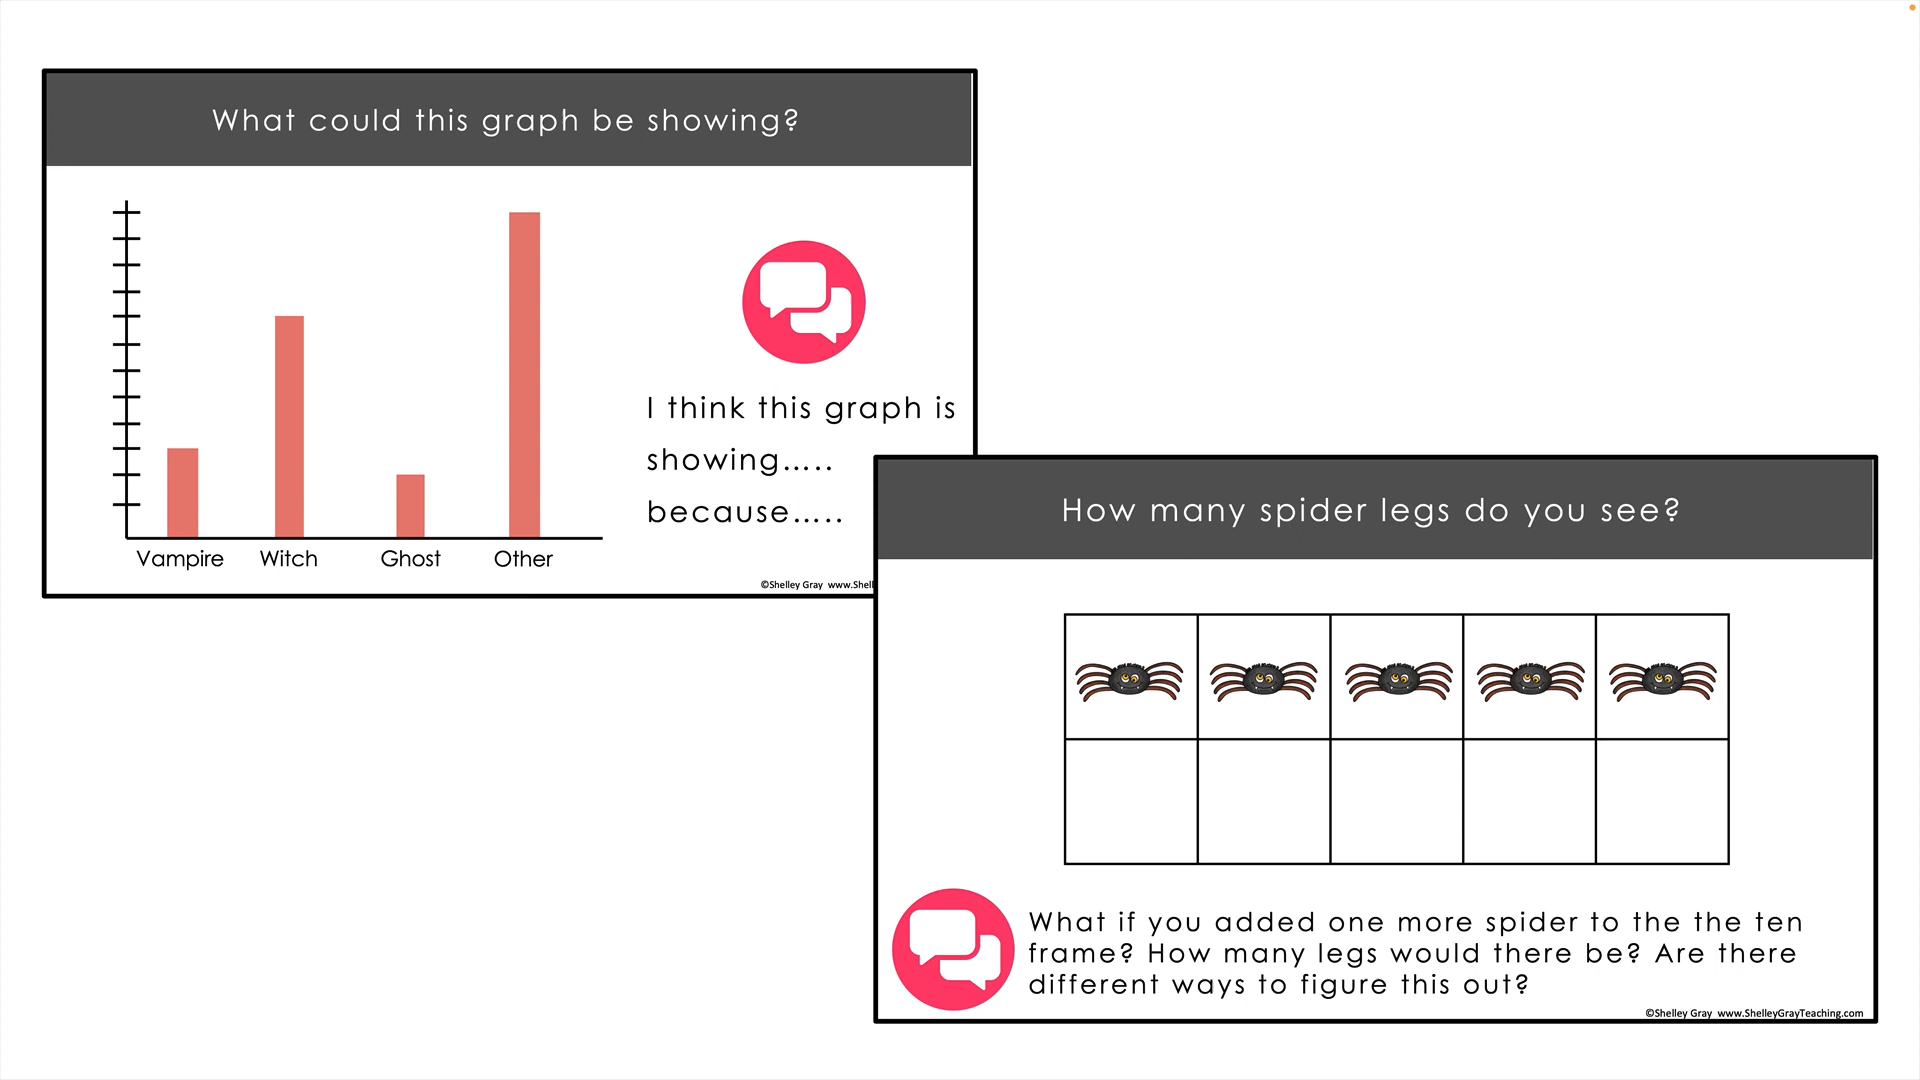 What could this graph be showing?
I think this graph is
showing.....
because.....
Vampire Witch Ghost Other
©Shelley Gray www.Shell
How many spider legs do you see?
What if you added one more spider to the the ten
frame? How many legs would there be? Are there
different ways to figure this out?
©Shelley Gray www.ShelleyGrayTeaching.com